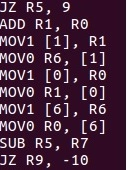 JZ R5, 9
ADD R1, R0
MOV1 [1], R1
MOV0 R6, [1]
MOV1 [0], R0
MOV0 R1, [0]
MOV1 [6], R6
MOV0 R0, [6]
SUB R5, R7
JZ R9, -10